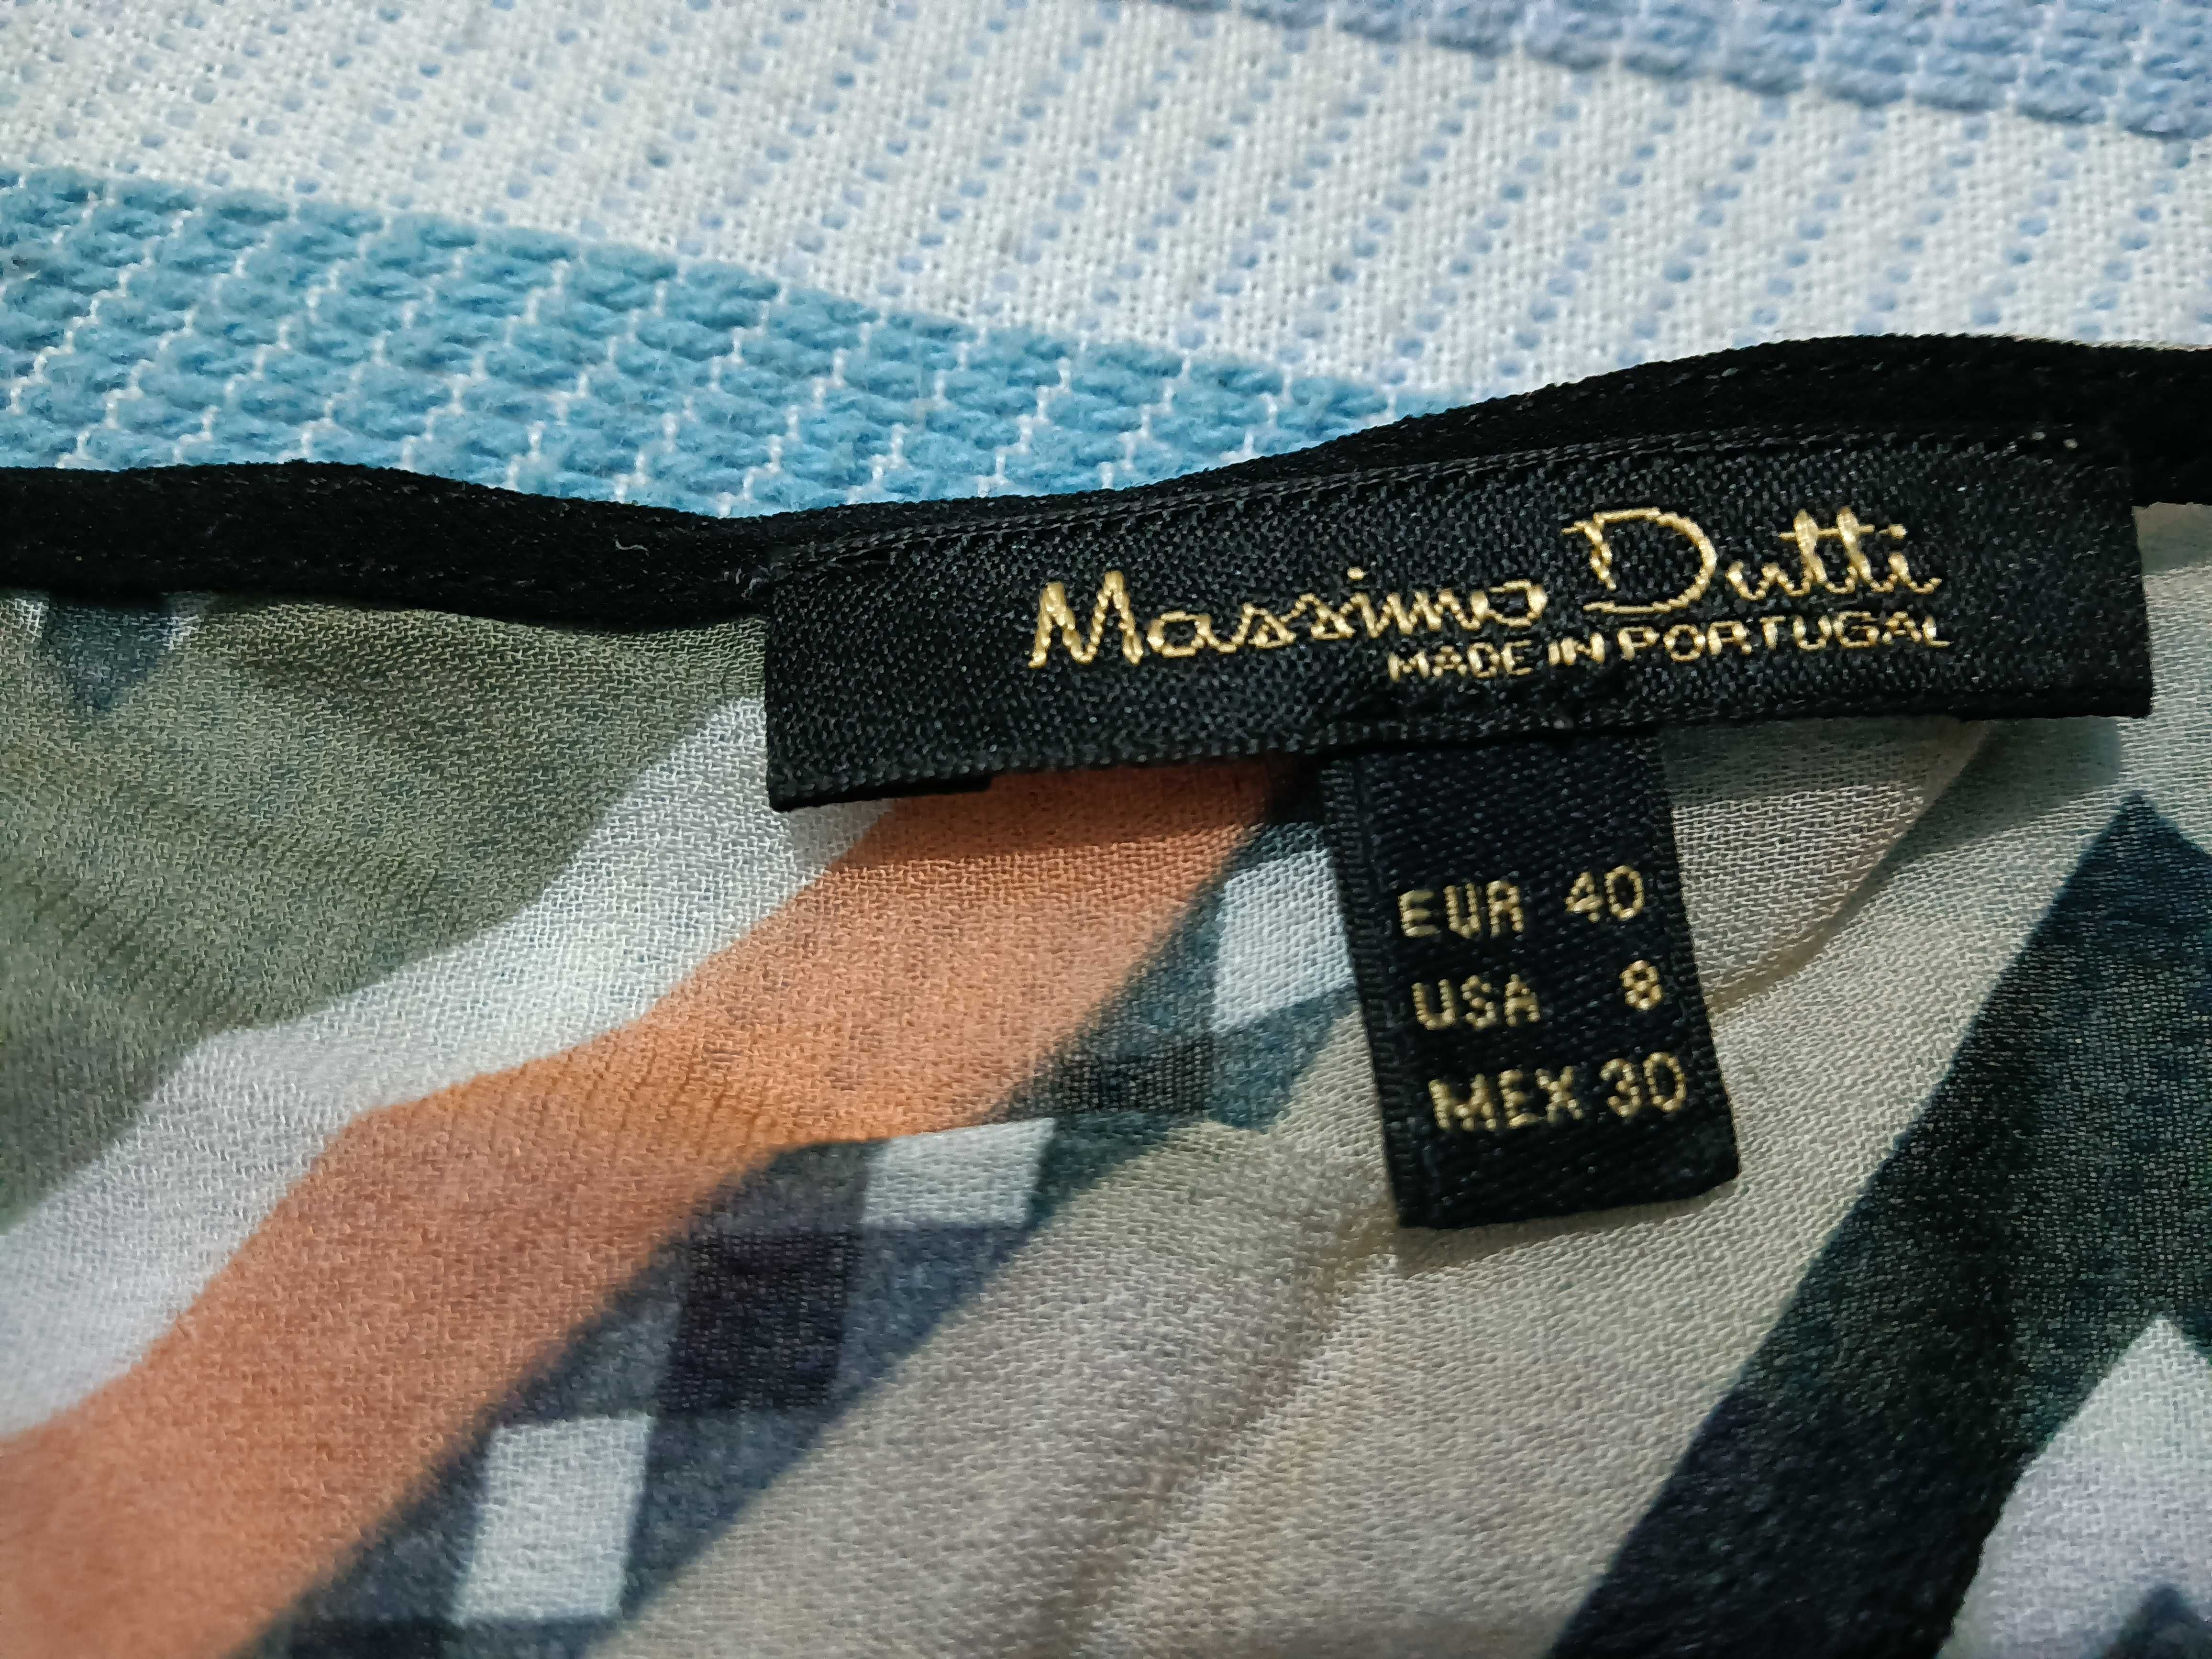 Massimo Dutti
MADE IN PORTUGAL
EUR 40
USA 8
MEX 30